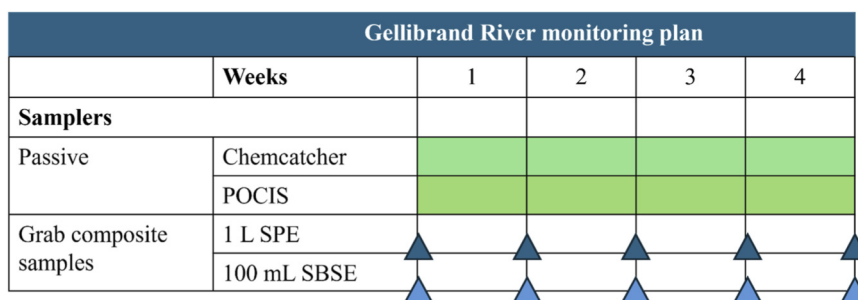 Gellibrand River monitoring plan
Weeks 1 2 3 4
Samplers
Passive Chemcatcher
POCIS
Grab composite samples 1 L SPE
100 mL SBSE